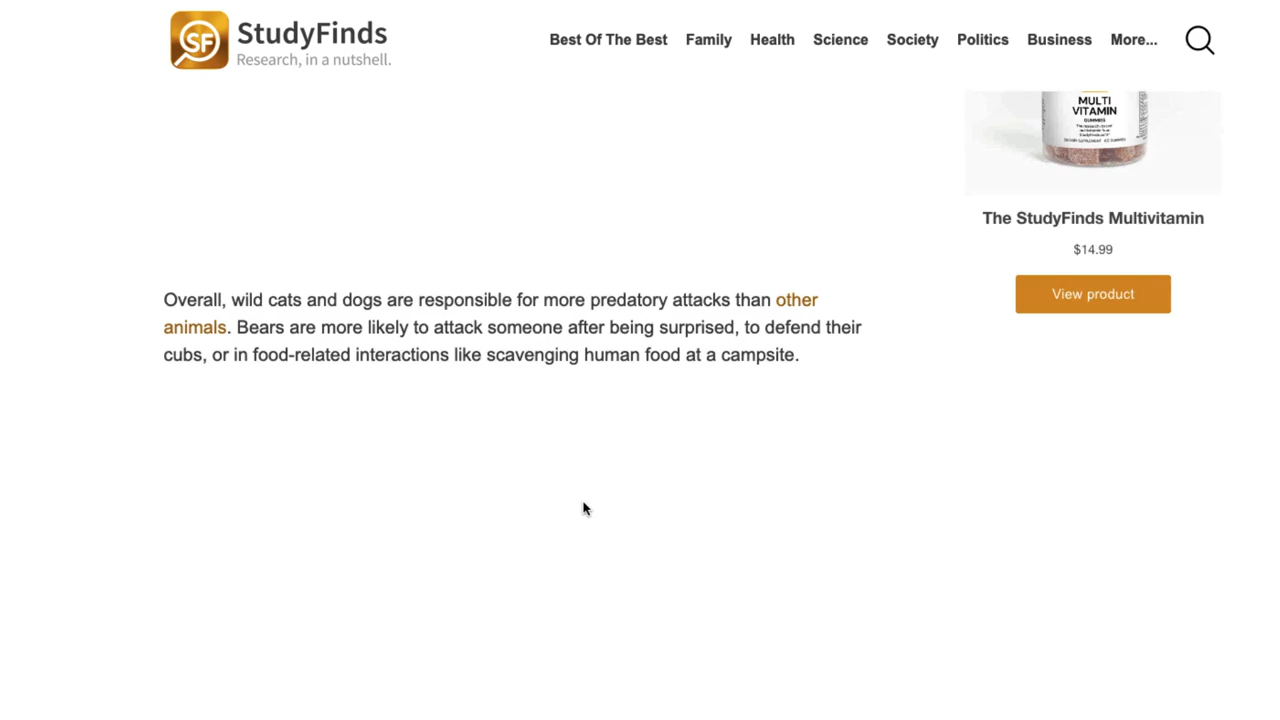 SF
StudyFinds
Research, in a nutshell.
Best Of The Best Family Health Science Society Politics Business More...
MULTI
VITAMIN
GUMMIES
The StudyFinds Multivitamin
$14.99
View product
Overall, wild cats and dogs are responsible for more predatory attacks than other
animals. Bears are more likely to attack someone after being surprised, to defend their
cubs, or in food-related interactions like scavenging human food at a campsite.